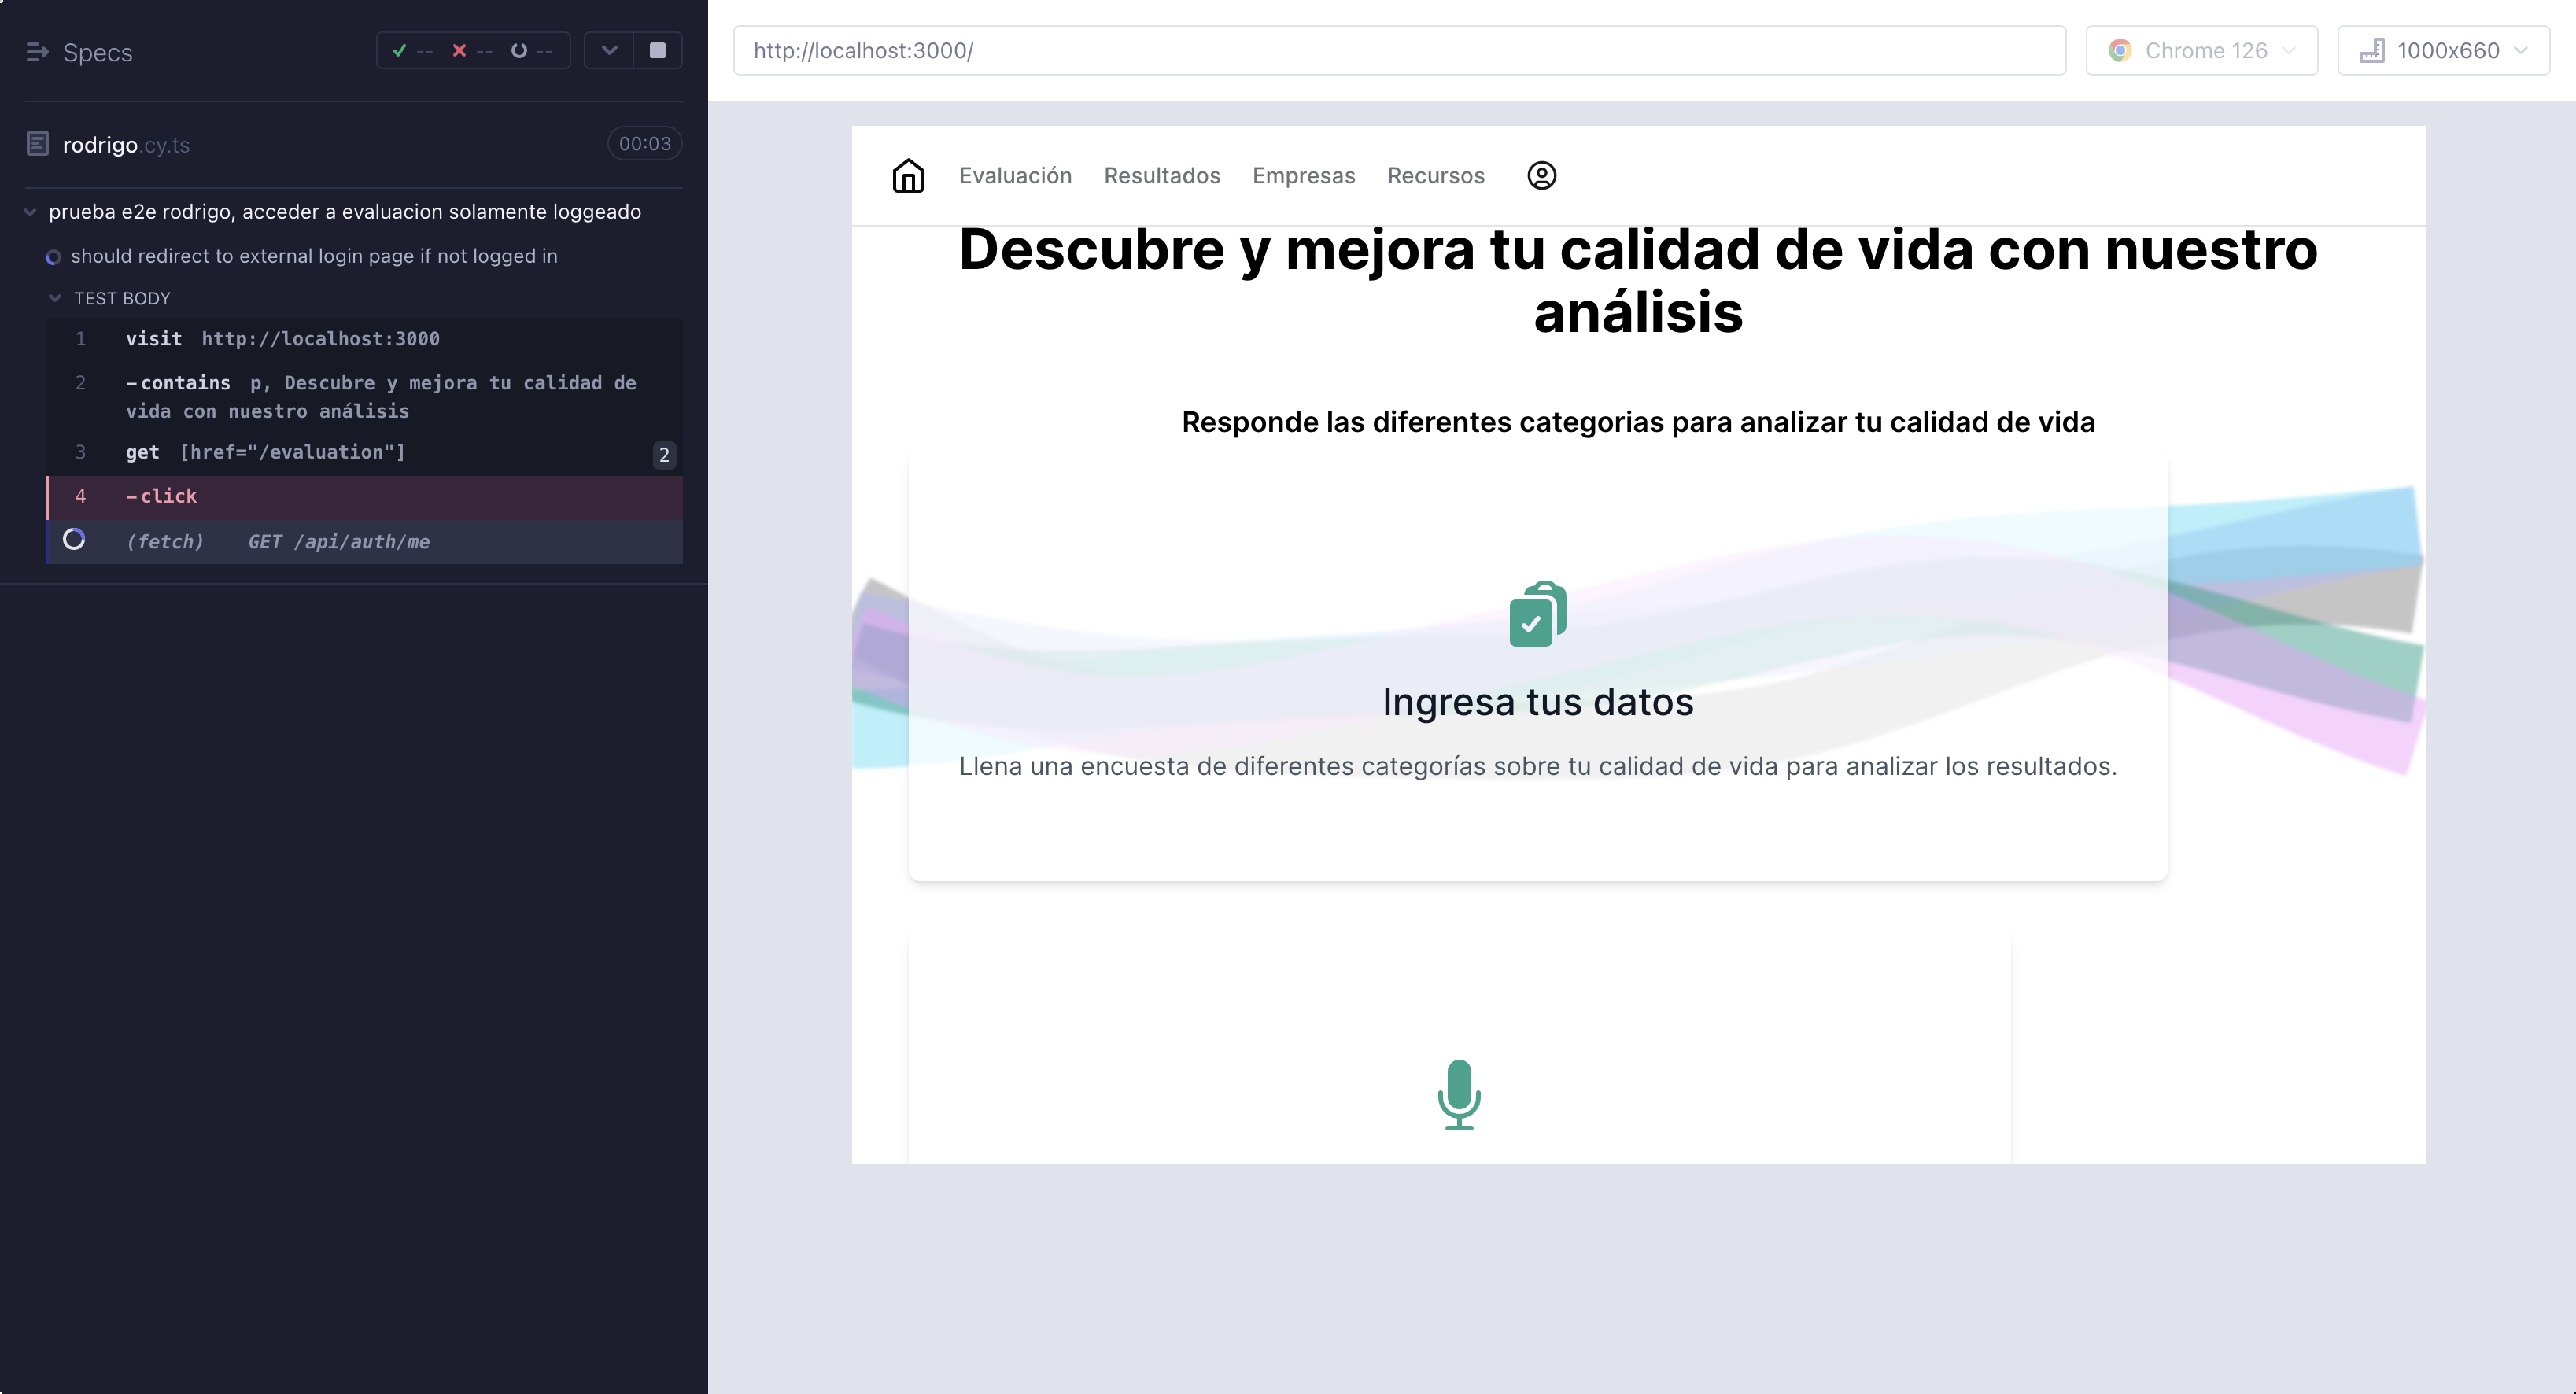 Specs
-- -- --
rodrigo.cy.ts 00:03
prueba e2e rodrigo, acceder a evaluacion solamente loggeado
should redirect to external login page if not logged in
TEST BODY
1 visit http://localhost:3000
2 -contains p, Descubre y mejora tu calidad de
vida con nuestro análisis
3 get [href="/evaluation"] 2
4 -click
(fetch) GET /api/auth/me
http://localhost:3000/
Chrome 126
1000x660
Evaluación Resultados Empresas Recursos
Descubre y mejora tu calidad de vida con nuestro
análisis
Responde las diferentes categorias para analizar tu calidad de vida
Ingresa tus datos
Llena una encuesta de diferentes categorías sobre tu calidad de vida para analizar los resultados.